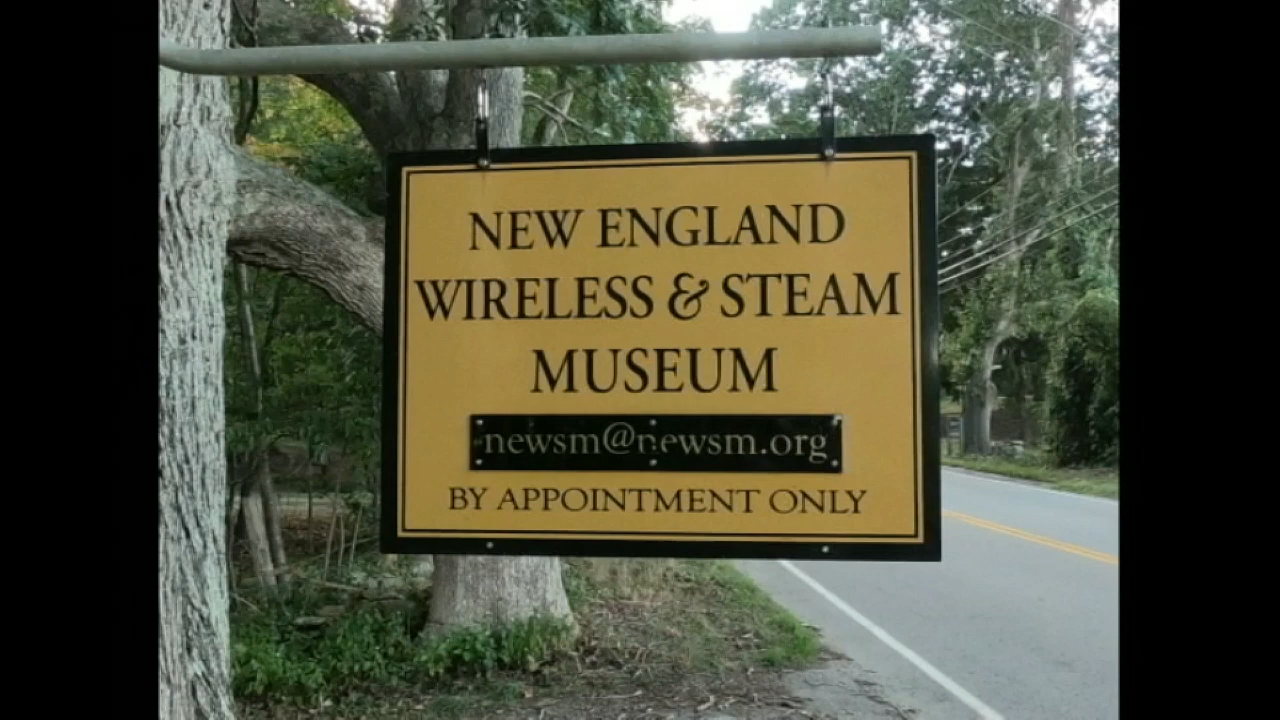 NEW ENGLAND
WIRELESS & STEAM
MUSEUM
newsm@newsm.org
BY APPOINTMENT ONLY